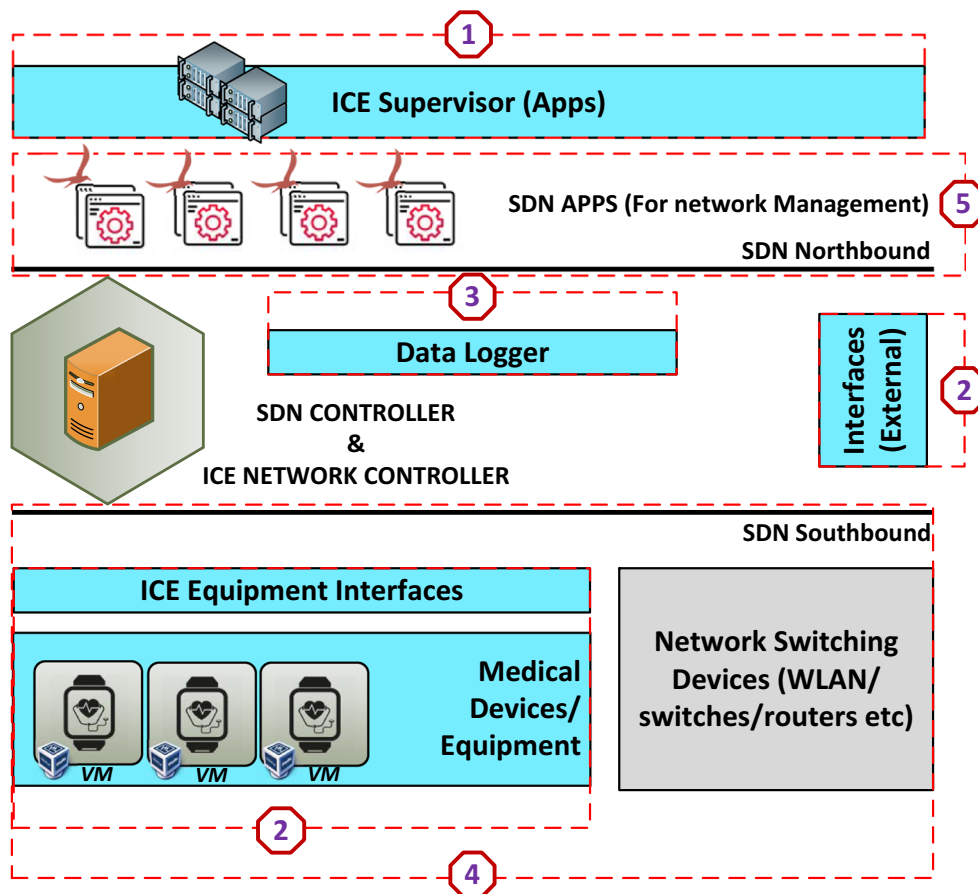 1
ICE Supervisor (Apps)
SDN APPS (For network Management)
5
SDN Northbound
3
Data Logger
Interfaces
(External)
2
SDN CONTROLLER
&
ICE NETWORK CONTROLLER
SDN Southbound
ICE Equipment Interfaces
Medical
Devices/
Equipment
VM
VM
VM
Network Switching
Devices (WLAN/
switches/routers etc)
2
4